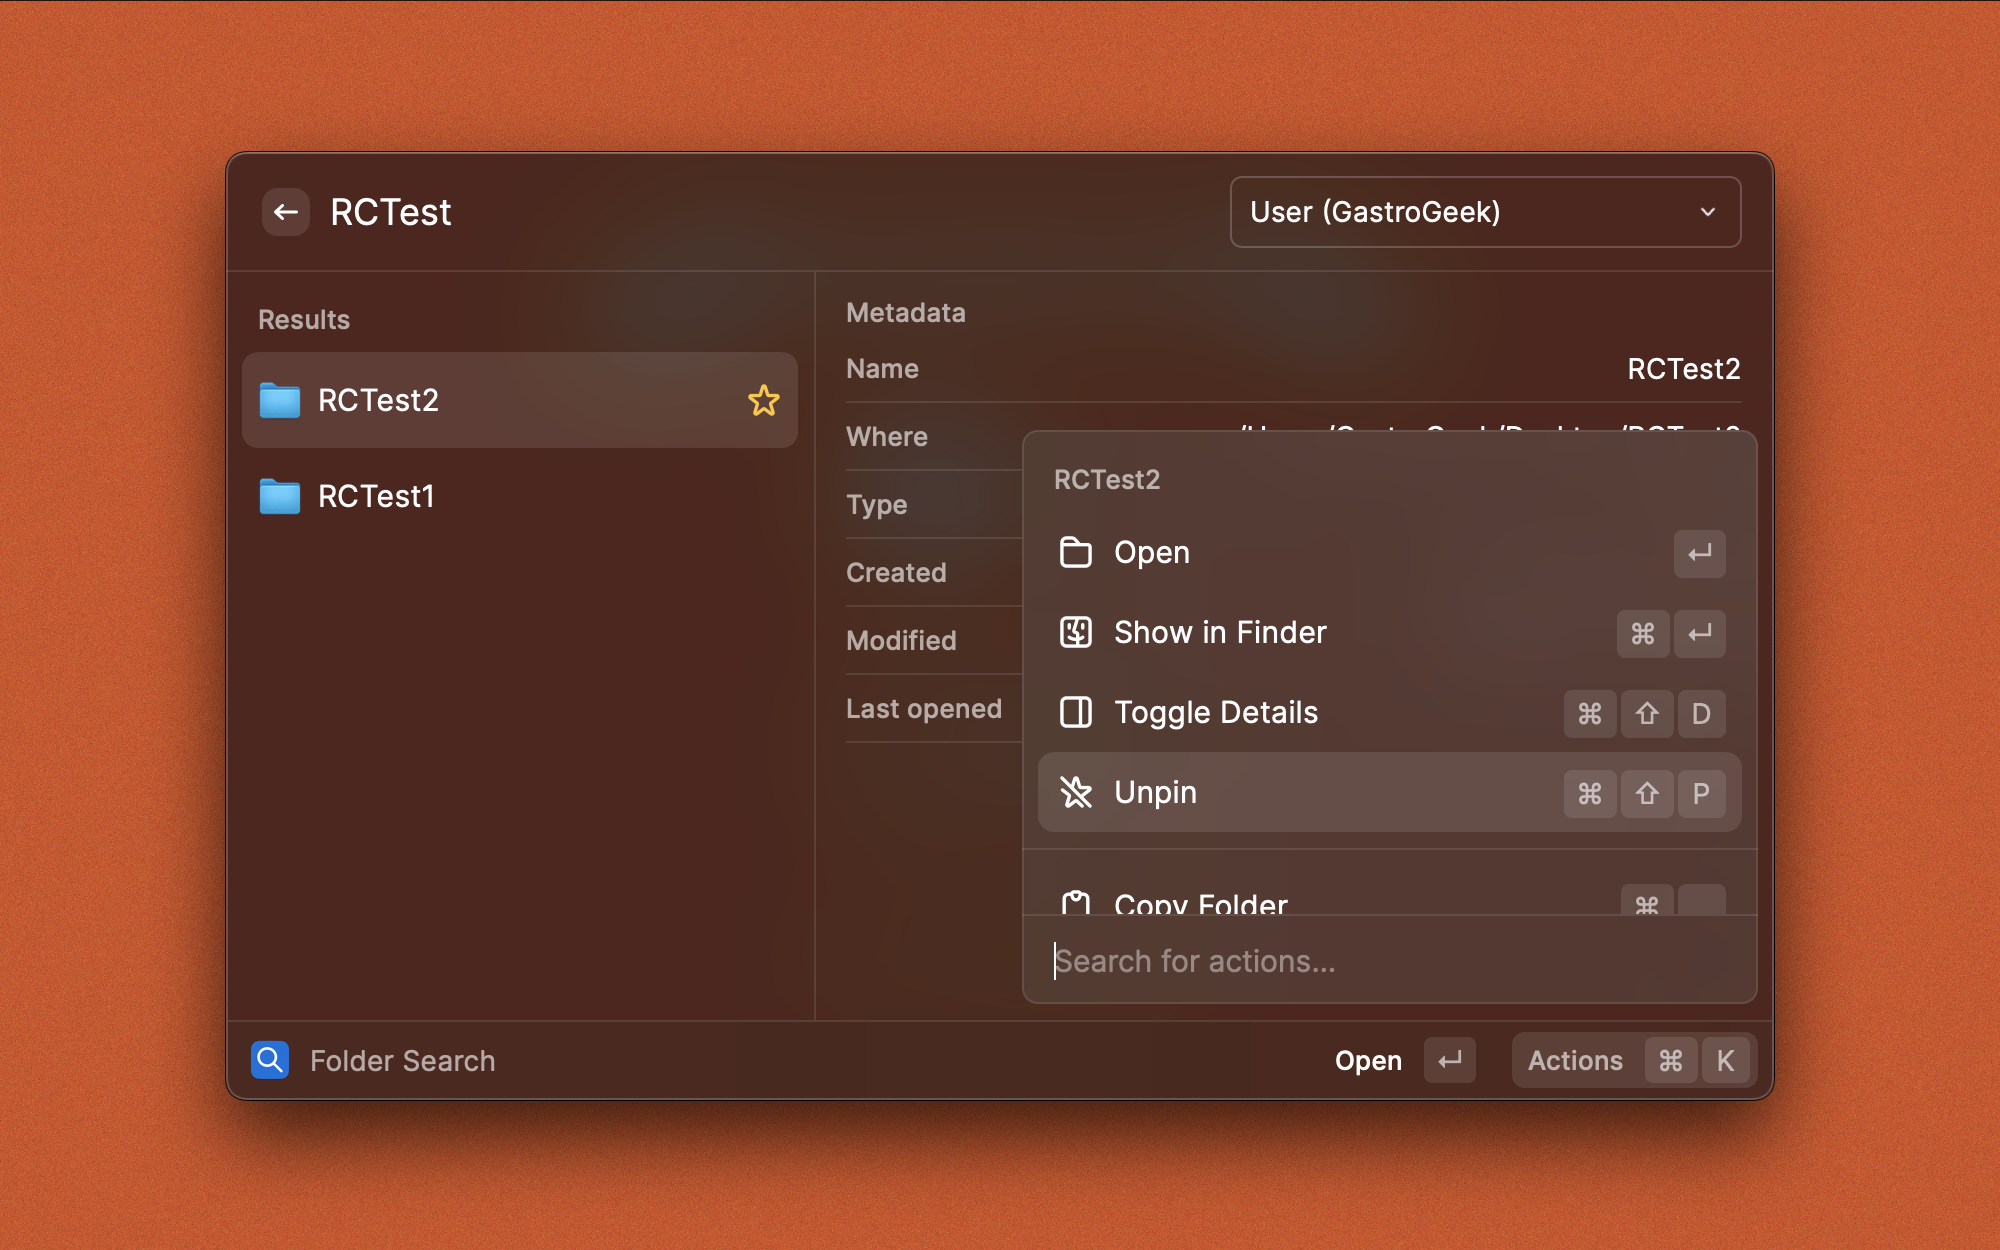 RCTest
User (GastroGeek)
Results
RCTest2
RCTest1
Metadata
Name RCTest2
Where
Type
Created
Modified
Last opened
RCTest2
Open ↵
Show in Finder ⌘ ↵
Toggle Details ⌘ ⇧ D
Unpin ⌘ ⇧ P
Copy Folder ⌘
Search for actions...
Folder Search
Open ↵
Actions ⌘ K